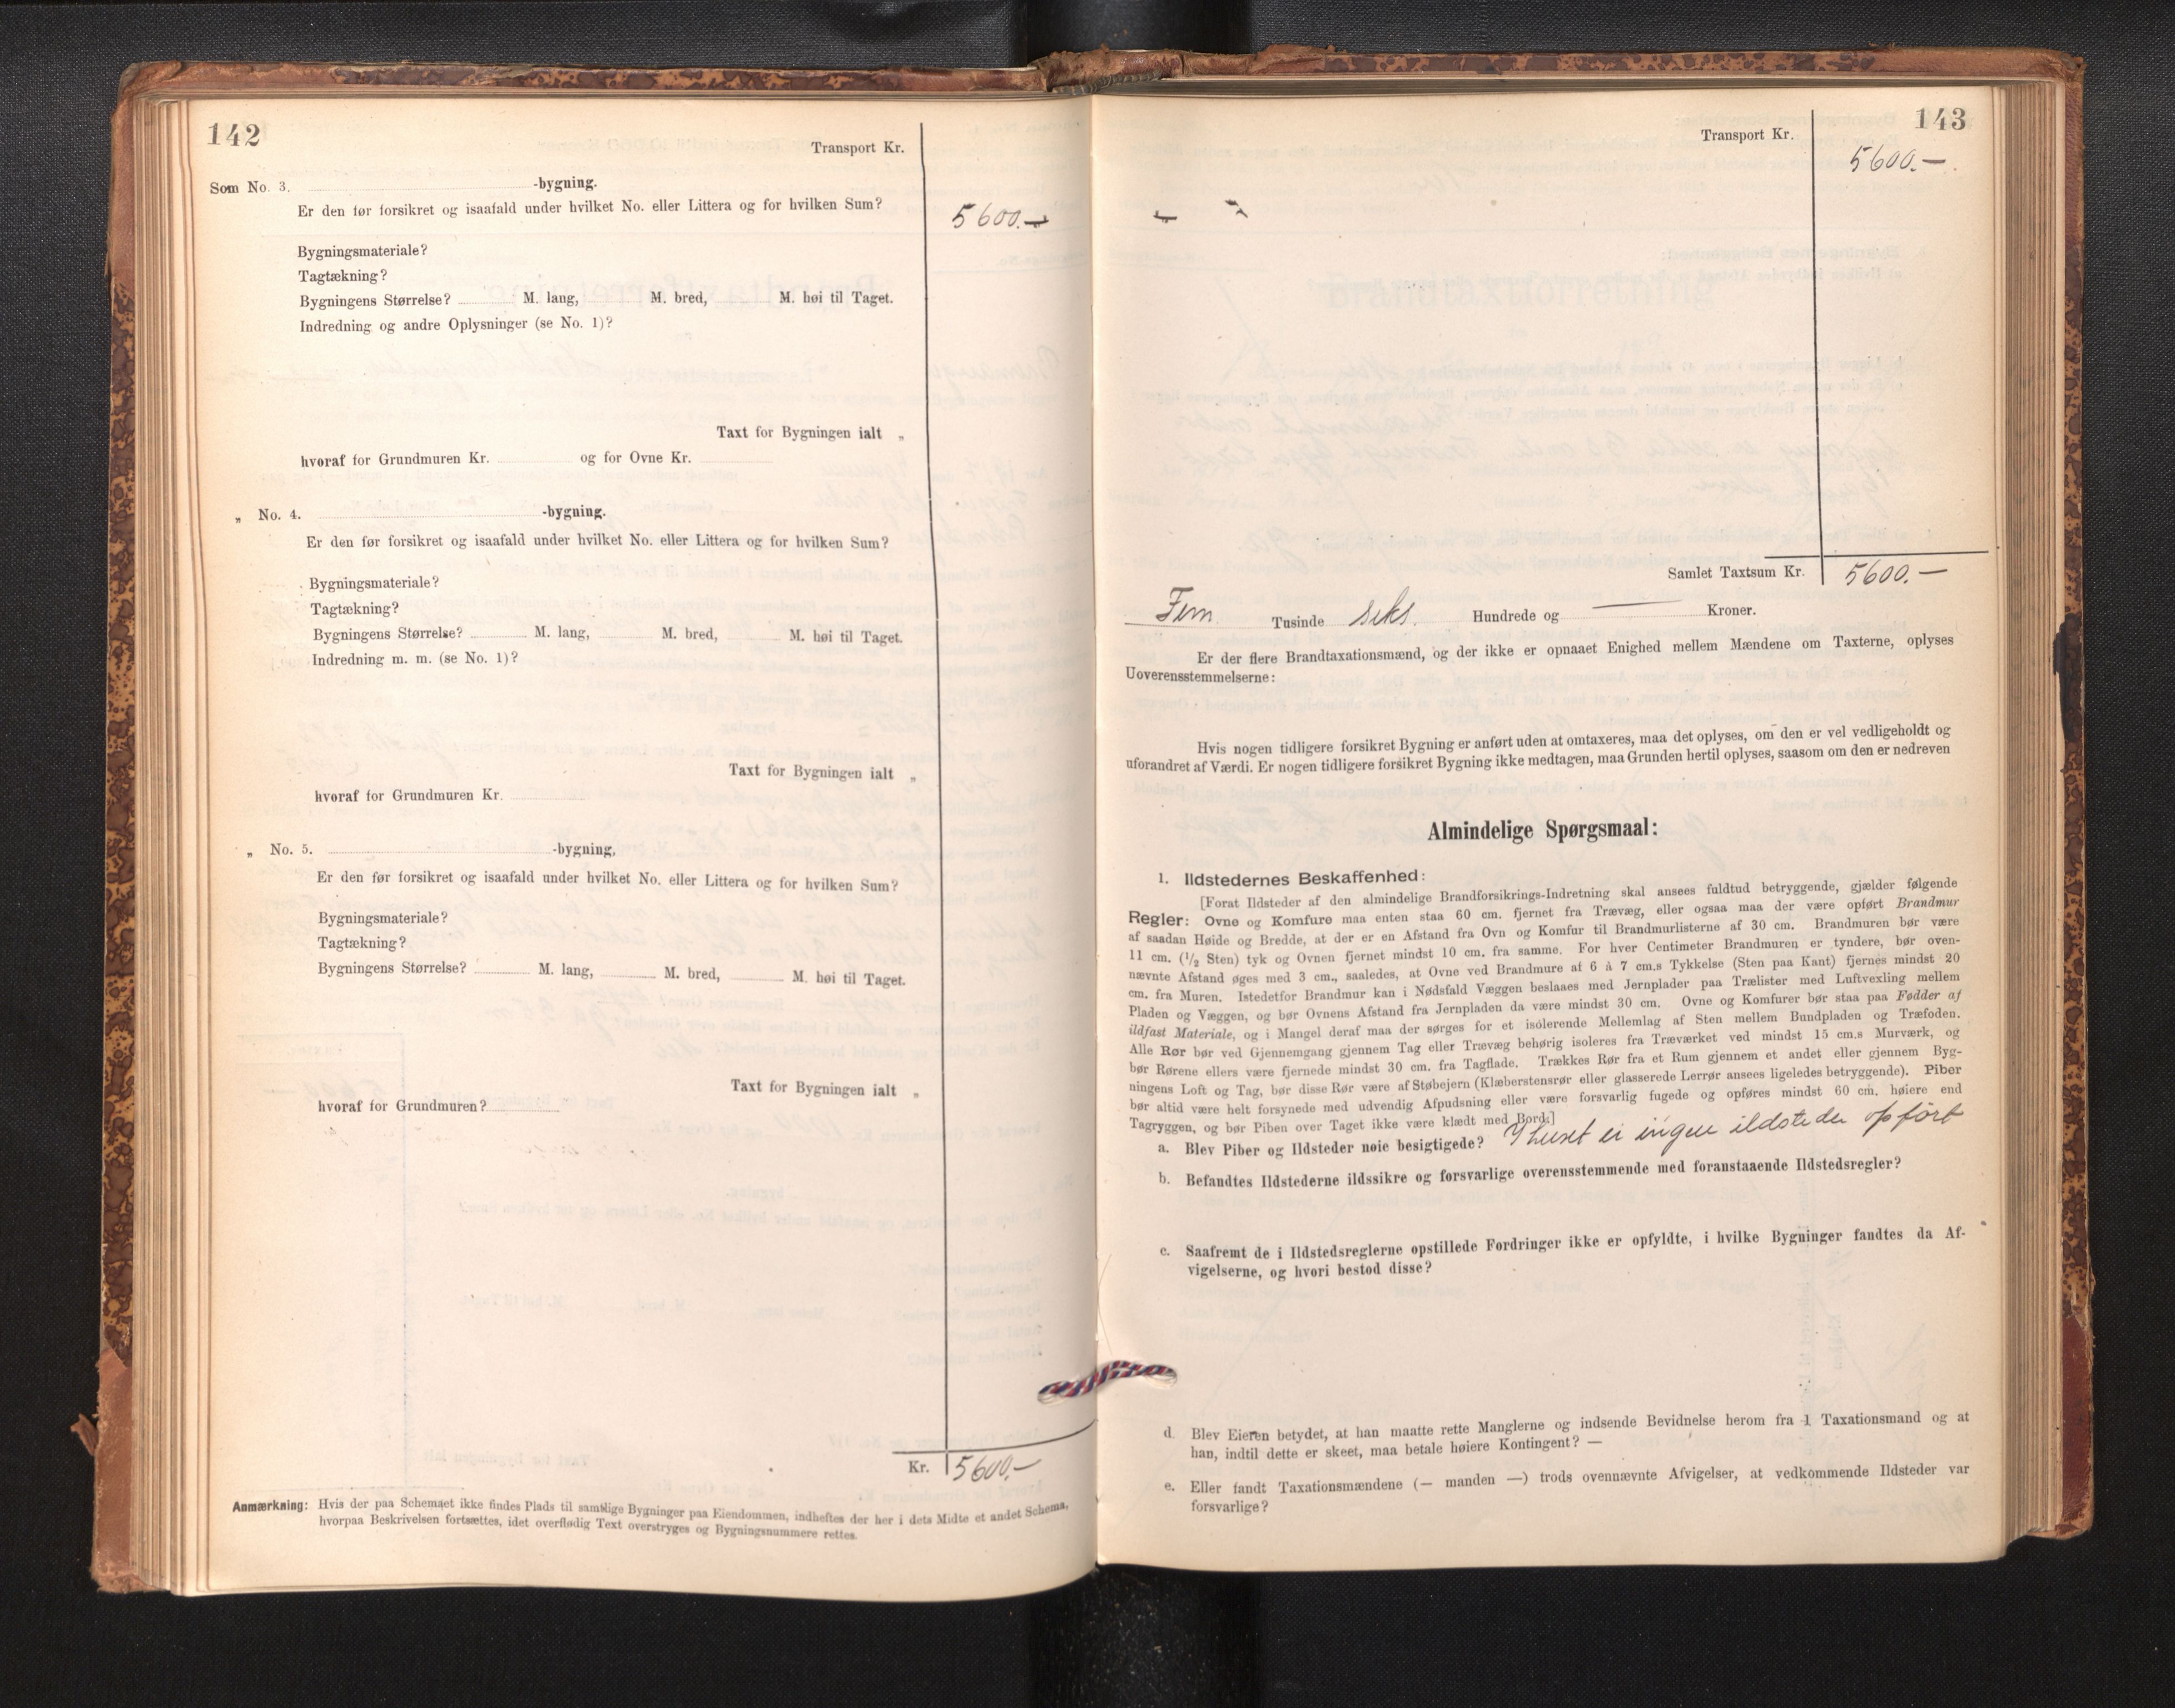 142
Transport Kr.
5600.—
Som No. 3. -bygning.
Er den før forsikret og isaafald under hvilket No. eller Littera og for hvilken Sum?
Bygningsmateriale?
Tagtækning?
Bygningens Størrelse? M. lang, M. bred, M. høi til Taget.
Indredning og andre Oplysninger (se No. 1)?
Taxt for Bygningen ialt „
hvoraf for Grundmuren Kr. og for Ovne Kr.
„ No. 4. -bygning.
Er den før forsikret og isaafald under hvilket No. eller Littera og for hvilken Sum?
Bygningsmateriale?
Tagtækning?
Bygningens Størrelse? M. lang, M. bred, M. høi til Taget.
Indredning m. m. (se No. 1)?
Taxt for Bygningen ialt „
hvoraf for Grundmuren Kr.
„ No. 5. -bygning,
Er den før forsikret og isaafald under hvilket No. eller Littera og for hvilken Sum?
Bygningsmateriale?
Tagtækning?
Bygningens Størrelse? M. lang, M. bred, M. høi til Taget.
Taxt for Bygningen ialt „
hvoraf for Grundmuren?
Kr. 5600.—
Anmærkning: Hvis der paa Schemaet ikke findes Plads til samtlige Bygninger paa Eiendommen, indheftes der her i dets Midte et andet Schema,
hvorpaa Beskrivelsen fortsættes, idet overflødig Text overstryges og Bygningsnummere rettes.
143
Transport Kr.
5600.—
Samlet Taxtsum Kr. 5600.—
Fem Tusinde seks. Hundrede og — Kroner.
Er der flere Brandtaxationsmænd, og der ikke er opnaaet Enighed mellem Mændene om Taxterne, oplyses
Uoverensstemmelserne:
Hvis nogen tidligere forsikret Bygning er anført uden at omtaxeres, maa det oplyses, om den er vel vedligeholdt og
uforandret af Værdi. Er nogen tidligere forsikret Bygning ikke medtagen, maa Grunden hertil oplyses, saasom om den er nedreven
Almindelige Spørgsmaal:
1. Ildstedernes Beskaffenhed:
[Forat Ildsteder af den almindelige Brandforsikrings-Indretning skal ansees fuldtud betryggende, gjælder følgende
Regler: Ovne og Komfure maa enten staa 60 cm. fjernet fra Trævæg, eller ogsaa maa der være opført Brandmur
af saadan Høide og Bredde, at der er en Afstand fra Ovn og Komfur til Brandmurlisterne af 30 cm. Brandmuren bør være
11 cm. (1/2 Sten) tyk og Ovnen fjernet mindst 10 cm. fra samme. For hver Centimeter Brandmuren er tyndere, bør oven-
nævnte Afstand øges med 3 cm., saaledes, at Ovne ved Brandmure af 6 à 7 cm.s Tykkelse (Sten paa Kant) fjernes mindst 20
cm. fra Muren. Istedetfor Brandmur kan i Nødsfald Væggen beslaaes med Jernplader paa Trælister med Luftvexling mellem
Pladen og Væggen, og bør Ovnens Afstand fra Jernpladen da være mindst 30 cm. Ovne og Komfurer bør staa paa Fødder af
ildfast Materiale, og i Mangel deraf maa der sørges for et isolerende Mellemlag af Sten mellem Bundpladen og Træfoden.
Alle Rør bør ved Gjennemgang gjennem Tag eller Trævæg behørig isoleres fra Træværket ved mindst 15 cm.s Murværk, og
bør Rørene ellers være fjernede mindst 30 cm. fra Tagflade. Trækkes Rør fra et Rum gjennem et andet eller gjennem Byg-
ningens Loft og Tag, bør disse Rør være af Støbejern (Klæberstensrør eller glasserede Lerrør ansees ligeledes betryggende). Piber
bør altid være helt forsynede med udvendig Afpudsning eller være forsvarlig fugede og opføres mindst 60 cm. høiere end
Tagryggen, og bør Piben over Taget ikke være klædt med Bord.]
a. Blev Piber og Ildsteder nøie besigtigede? I huset ei ingen ildsteder opført
b. Befandtes Ildstederne ildssikre og forsvarlige overensstemmende med foranstaaende Ildstedsregler?
c. Saafremt de i Ildstedsreglerne opstillede Fordringer ikke er opfyldte, i hvilke Bygninger fandtes da Af-
vigelserne, og hvori bestod disse?
d. Blev Eieren betydet, at han maatte rette Manglerne og indsende Bevidnelse herom fra 1 Taxationsmand og at
han, indtil dette er skeet, maa betale høiere Kontingent? —
e. Eller fandt Taxationsmændene (— manden —) trods ovennævnte Afvigelser, at vedkommende Ildsteder var
forsvarlige?